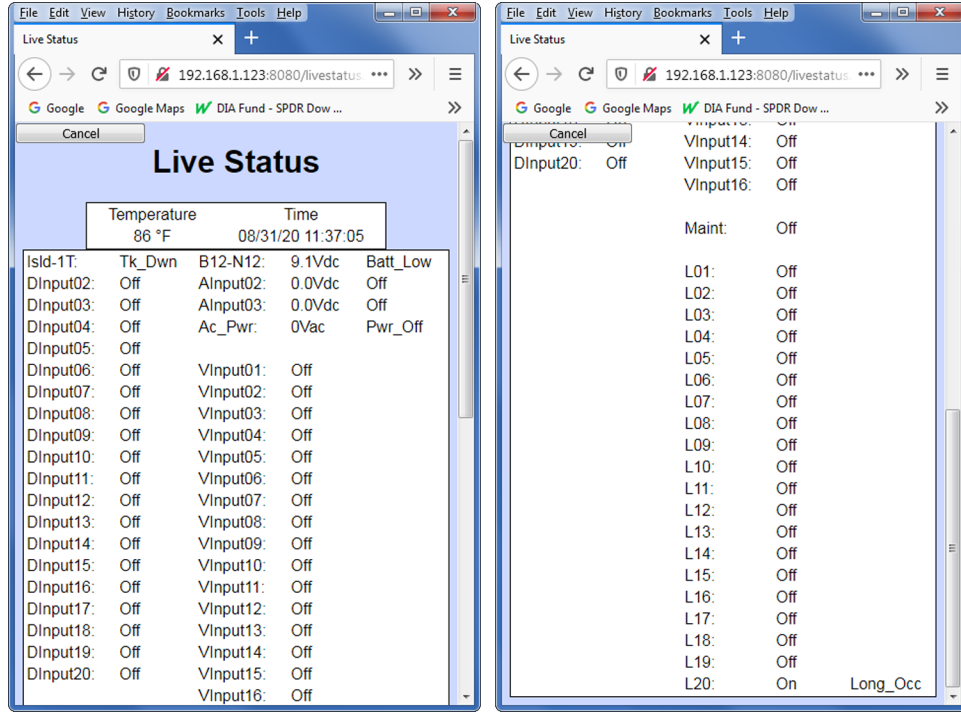 File Edit View History Bookmarks Tools Help
Live Status
192.168.1.123:8080/livestatus
Google Google Maps DIA Fund - SPDR Dow ...
Cancel
Live Status
Temperature Time
86 °F 08/31/20 11:37:05
Isld-1T: Tk_Dwn B12-N12: 9.1Vdc Batt_Low
DInput02: Off AInput02: 0.0Vdc Off
DInput03: Off AInput03: 0.0Vdc Off
DInput04: Off Ac_Pwr: 0Vac Pwr_Off
DInput05: Off
DInput06: Off VInput01: Off
DInput07: Off VInput02: Off
DInput08: Off VInput03: Off
DInput09: Off VInput04: Off
DInput10: Off VInput05: Off
DInput11: Off VInput06: Off
DInput12: Off VInput07: Off
DInput13: Off VInput08: Off
DInput14: Off VInput09: Off
DInput15: Off VInput10: Off
DInput16: Off VInput11: Off
DInput17: Off VInput12: Off
DInput18: Off VInput13: Off
DInput19: Off VInput14: Off
DInput20: Off VInput15: Off
VInput16: Off
File Edit View History Bookmarks Tools Help
Live Status
192.168.1.123:8080/livestatus
Google Google Maps DIA Fund - SPDR Dow ...
Cancel
VInput14: Off
DInput20: Off VInput15: Off
VInput16: Off
Maint: Off
L01: Off
L02: Off
L03: Off
L04: Off
L05: Off
L06: Off
L07: Off
L08: Off
L09: Off
L10: Off
L11: Off
L12: Off
L13: Off
L14: Off
L15: Off
L16: Off
L17: Off
L18: Off
L19: Off
L20: On Long_Occ